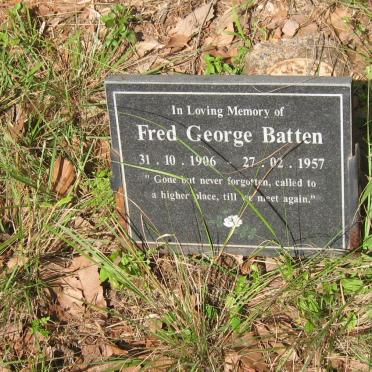 In Loving Memory of
Fred George Batten
31 . 10 . 1906 27 . 02 . 1957
" Gone but never forgotten, called to
a higher place, till we meet again."